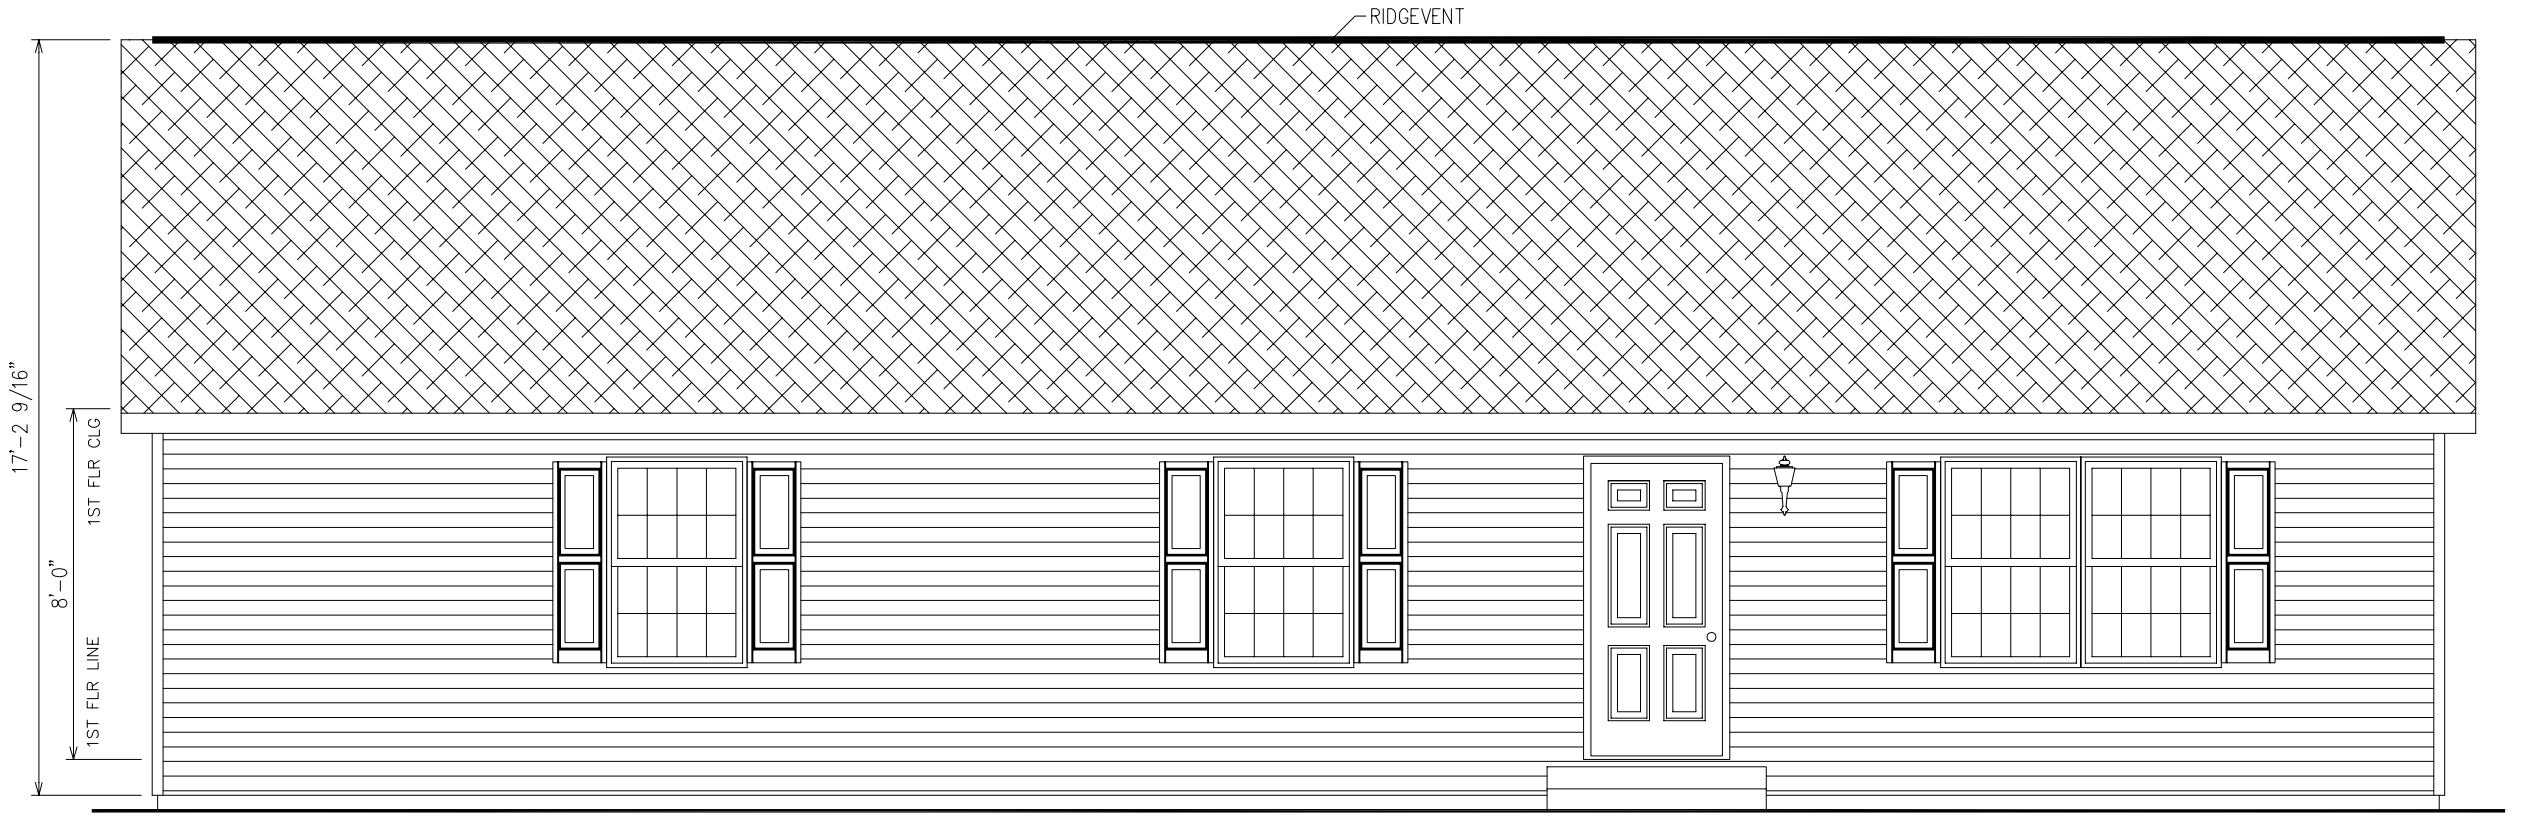 RIDGEVENT
17'-2 9/16"
1ST FLR CLG
8'-0"
1ST FLR LINE